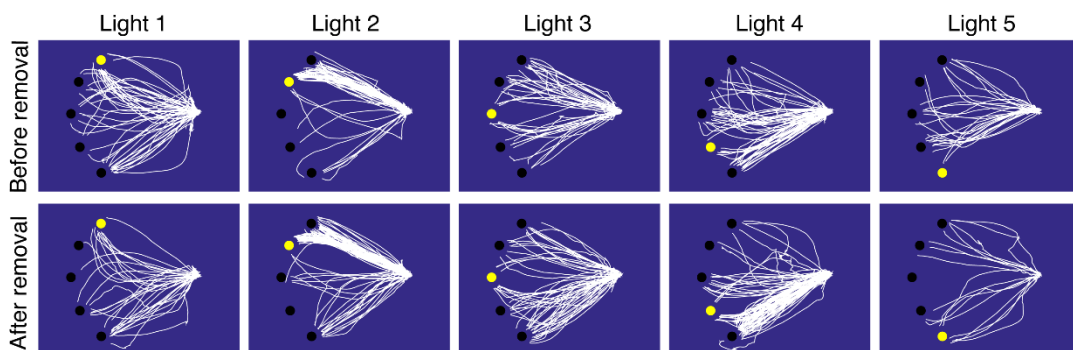 Light 1
Light 2
Light 3
Light 4
Light 5
Before removal
After removal